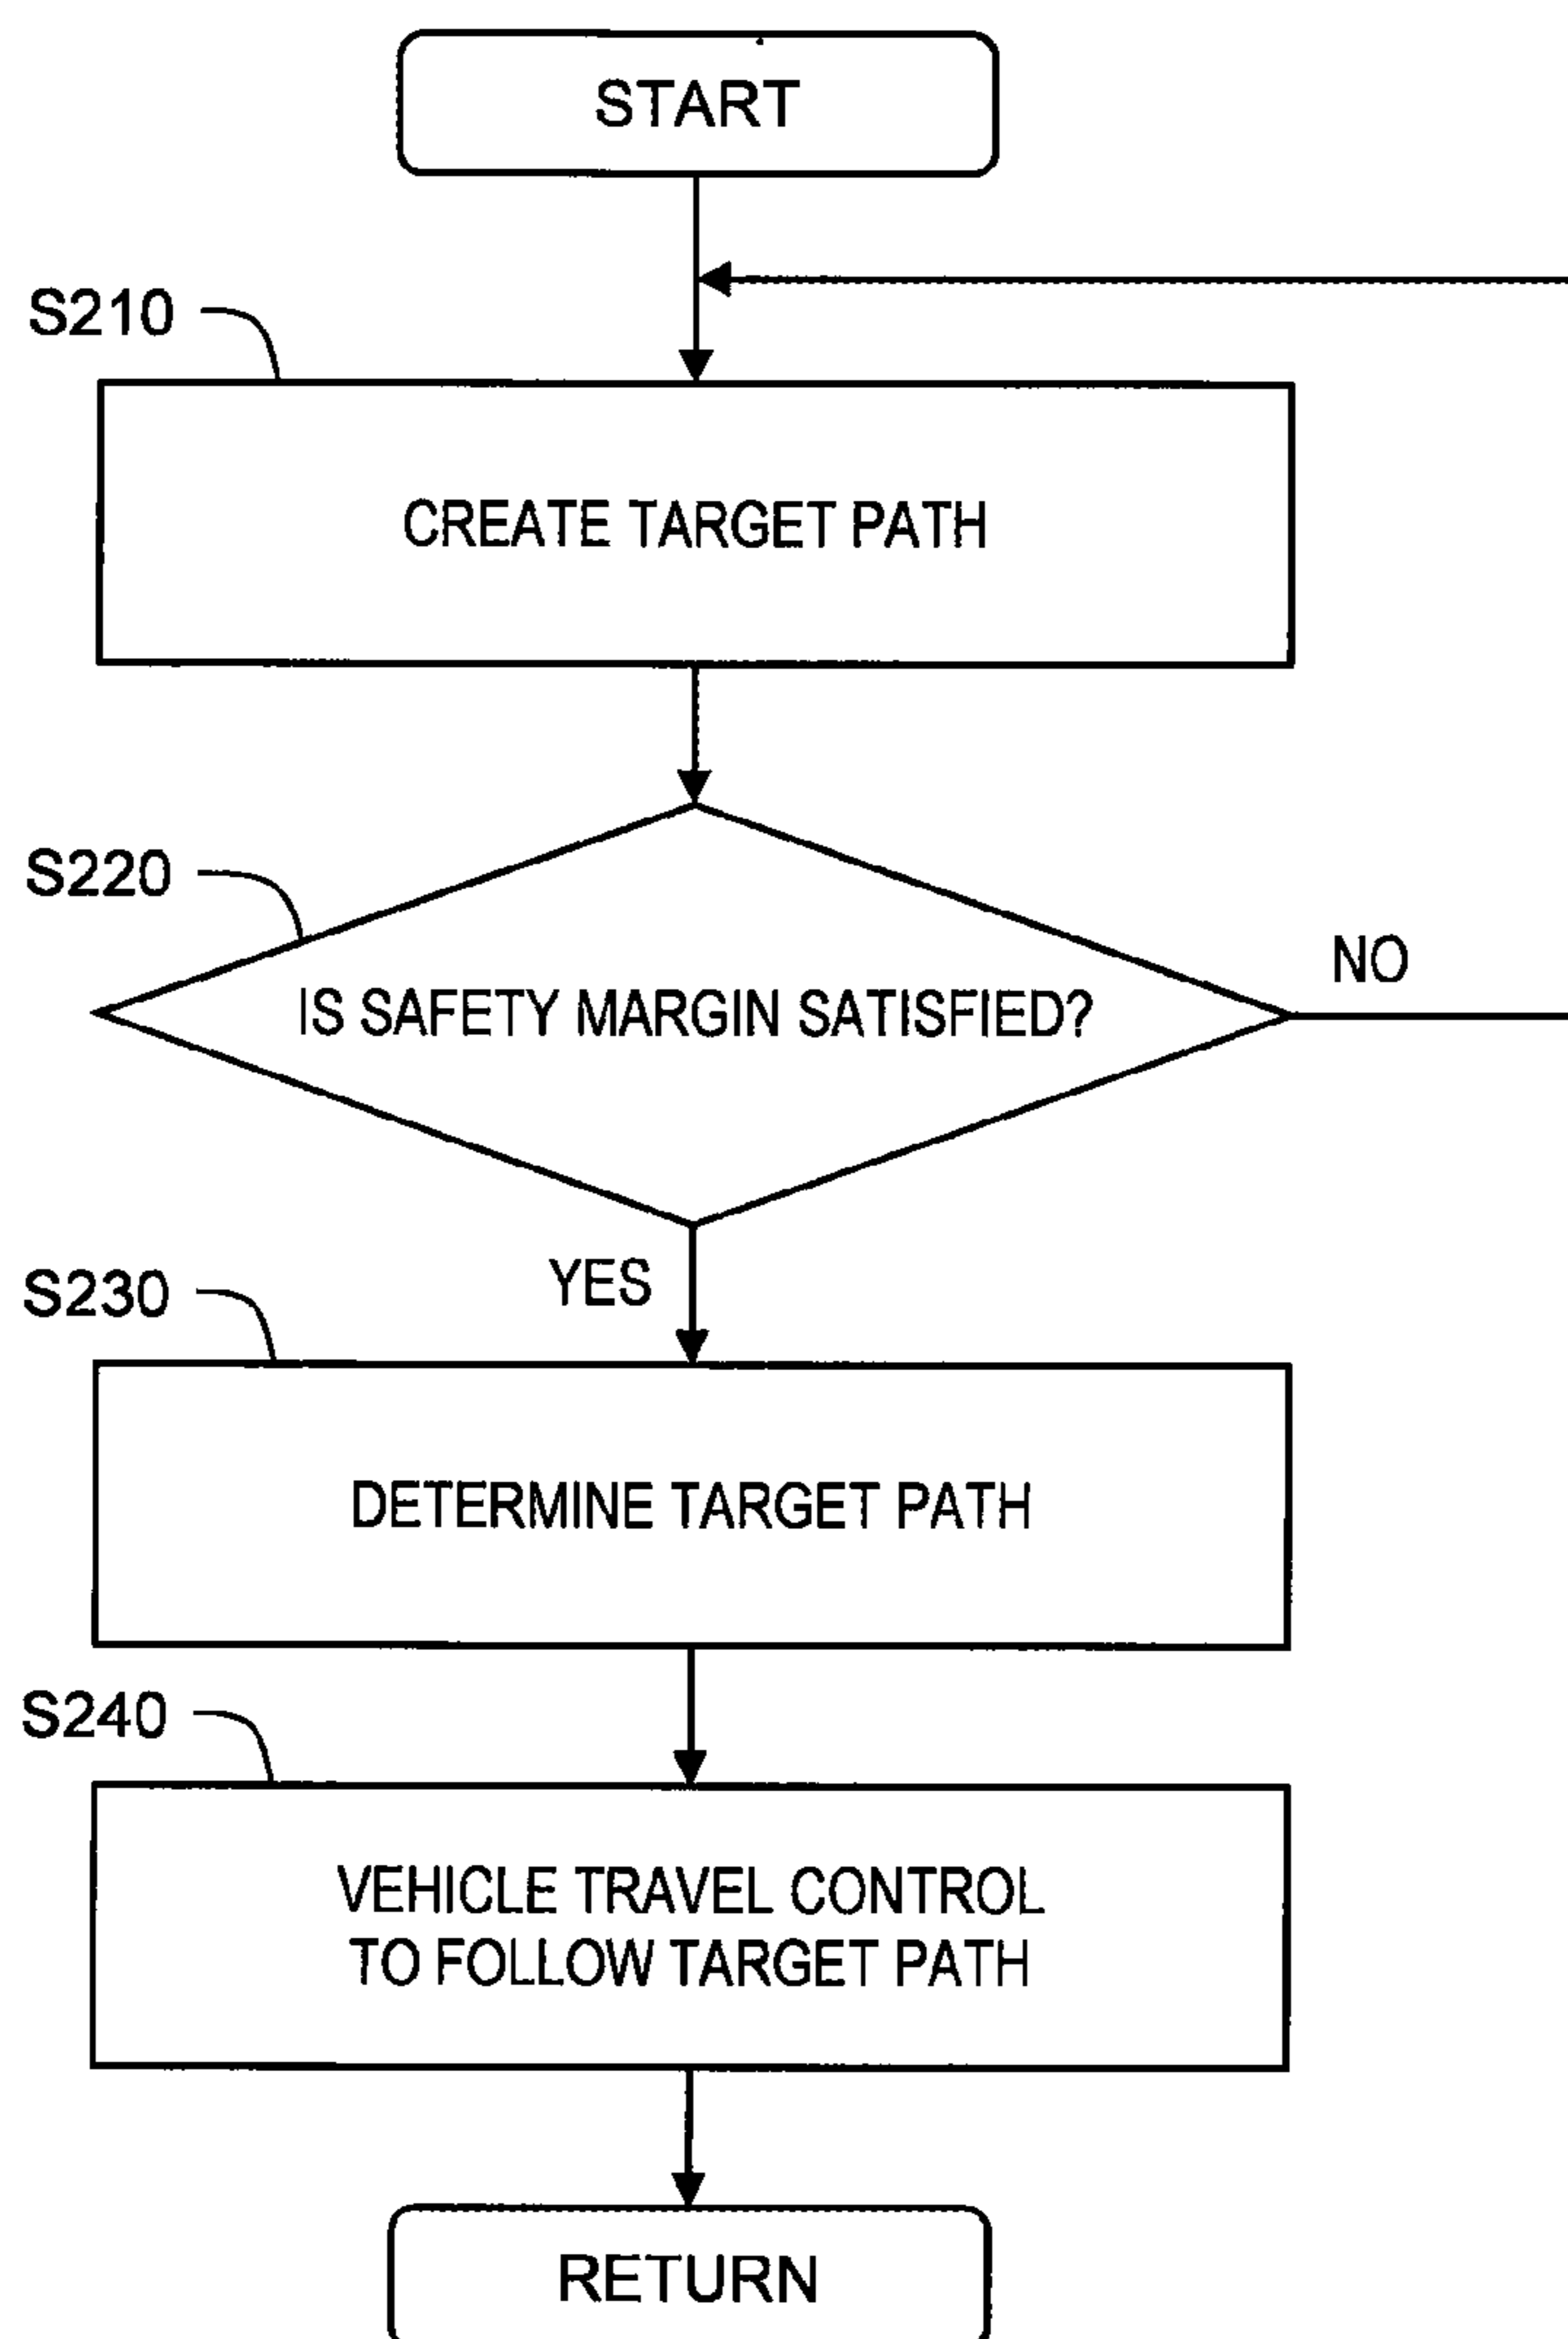 START
S210
CREATE TARGET PATH
S220
IS SAFETY MARGIN SATISFIED?
NO
YES
S230
DETERMINE TARGET PATH
S240
VEHICLE TRAVEL CONTROL
TO FOLLOW TARGET PATH
RETURN